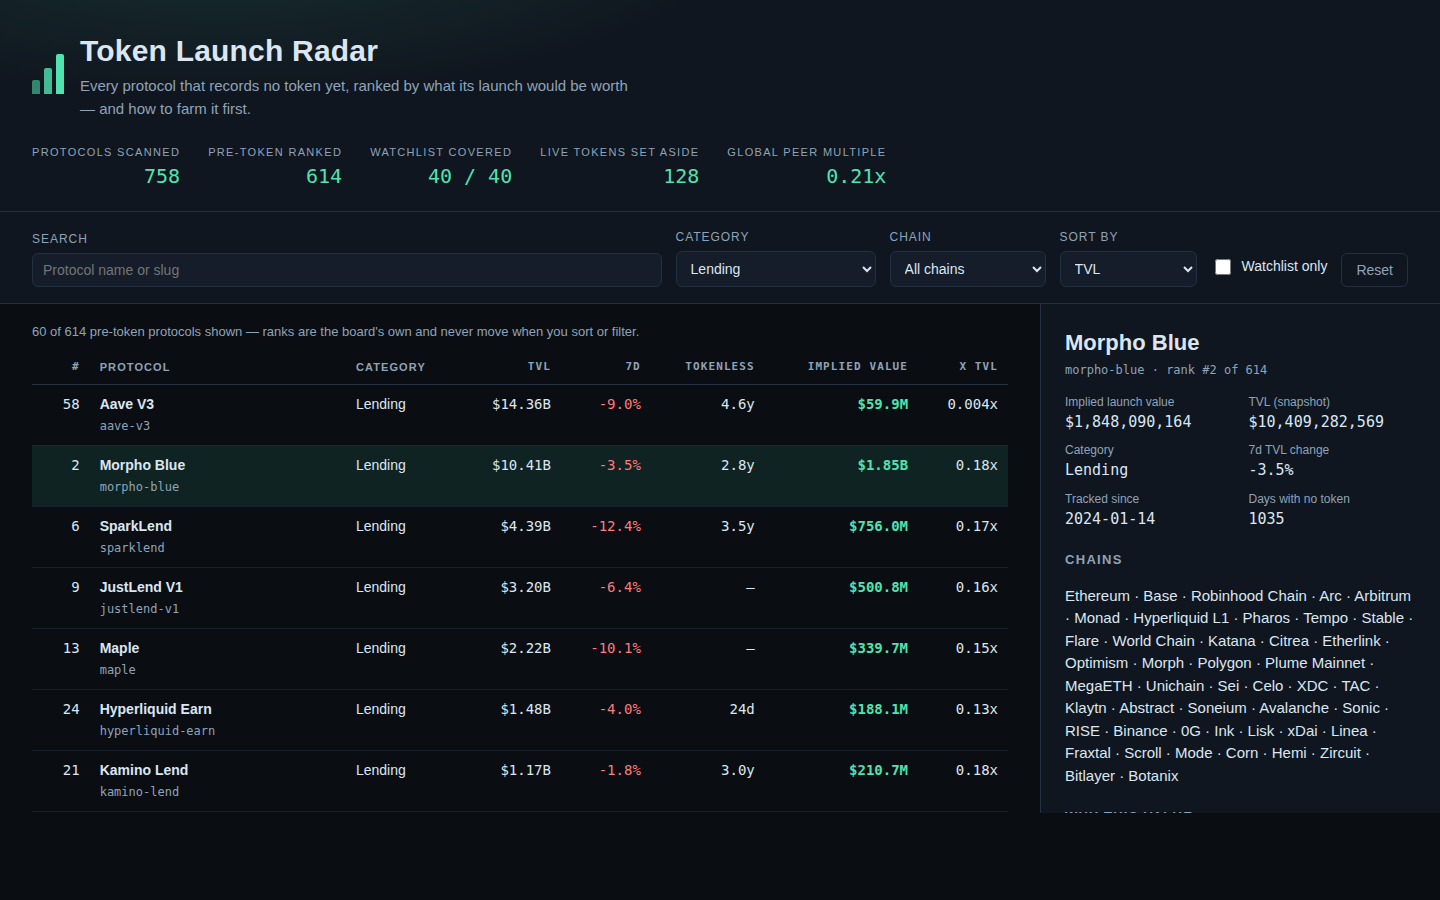 Token Launch Radar
Every protocol that records no token yet, ranked by what its launch would be worth
— and how to farm it first.
PROTOCOLS SCANNED PRE-TOKEN RANKED WATCHLIST COVERED LIVE TOKENS SET ASIDE GLOBAL PEER MULTIPLE
758 614 40 / 40 128 0.21x
SEARCH CATEGORY CHAIN SORT BY
Protocol name or slug Lending All chains TVL Watchlist only Reset
60 of 614 pre-token protocols shown — ranks are the board's own and never move when you sort or filter.
# PROTOCOL CATEGORY TVL 7D TOKENLESS IMPLIED VALUE X TVL
58 Aave V3 Lending $14.36B -9.0% 4.6y $59.9M 0.004x
aave-v3
2 Morpho Blue Lending $10.41B -3.5% 2.8y $1.85B 0.18x
morpho-blue
6 SparkLend Lending $4.39B -12.4% 3.5y $756.0M 0.17x
sparklend
9 JustLend V1 Lending $3.20B -6.4% — $500.8M 0.16x
justlend-v1
13 Maple Lending $2.22B -10.1% — $339.7M 0.15x
maple
24 Hyperliquid Earn Lending $1.48B -4.0% 24d $188.1M 0.13x
hyperliquid-earn
21 Kamino Lend Lending $1.17B -1.8% 3.0y $210.7M 0.18x
kamino-lend
Morpho Blue
morpho-blue · rank #2 of 614
Implied launch value TVL (snapshot)
$1,848,090,164 $10,409,282,569
Category 7d TVL change
Lending -3.5%
Tracked since Days with no token
2024-01-14 1035
CHAINS
Ethereum · Base · Robinhood Chain · Arc · Arbitrum
· Monad · Hyperliquid L1 · Pharos · Tempo · Stable ·
Flare · World Chain · Katana · Citrea · Etherlink ·
Optimism · Morph · Polygon · Plume Mainnet ·
MegaETH · Unichain · Sei · Celo · XDC · TAC ·
Klaytn · Abstract · Soneium · Avalanche · Sonic ·
RISE · Binance · 0G · Ink · Lisk · xDai · Linea ·
Fraxtal · Scroll · Mode · Corn · Hemi · Zircuit ·
Bitlayer · Botanix